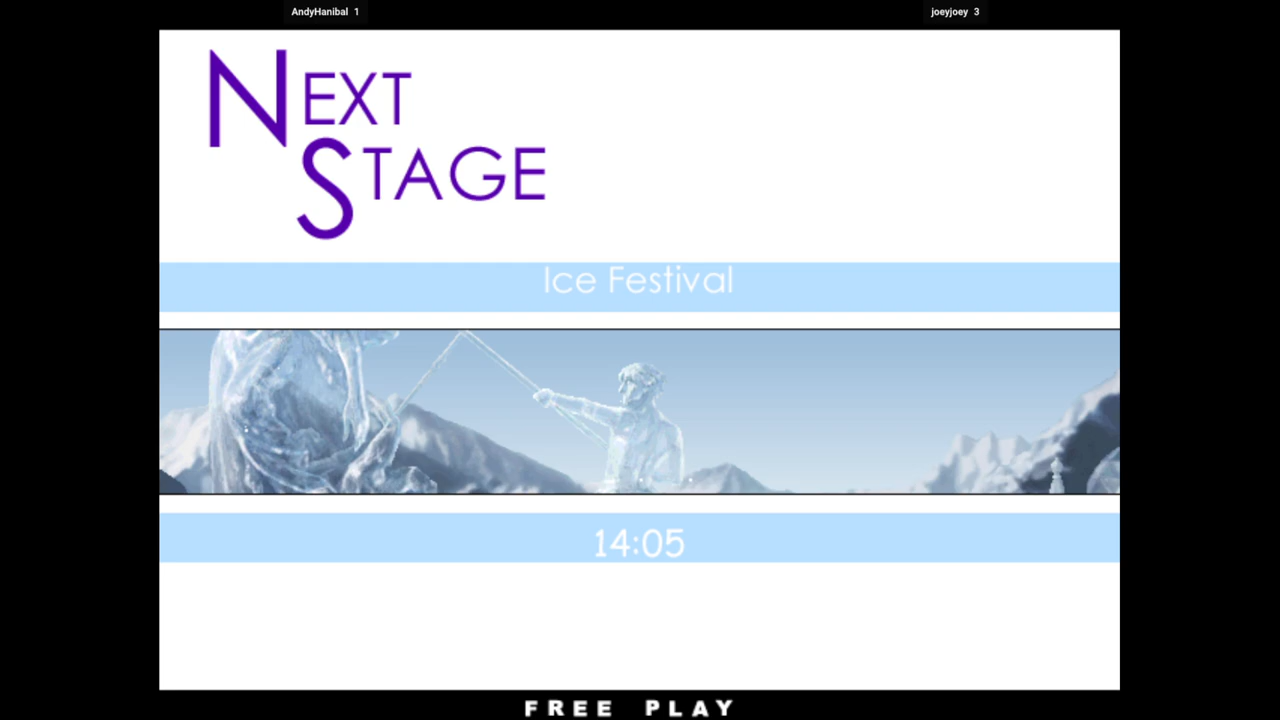 AndyHanibal 1
joeyjoey 3
NEXT
STAGE
Ice Festival
14:05
FREE PLAY